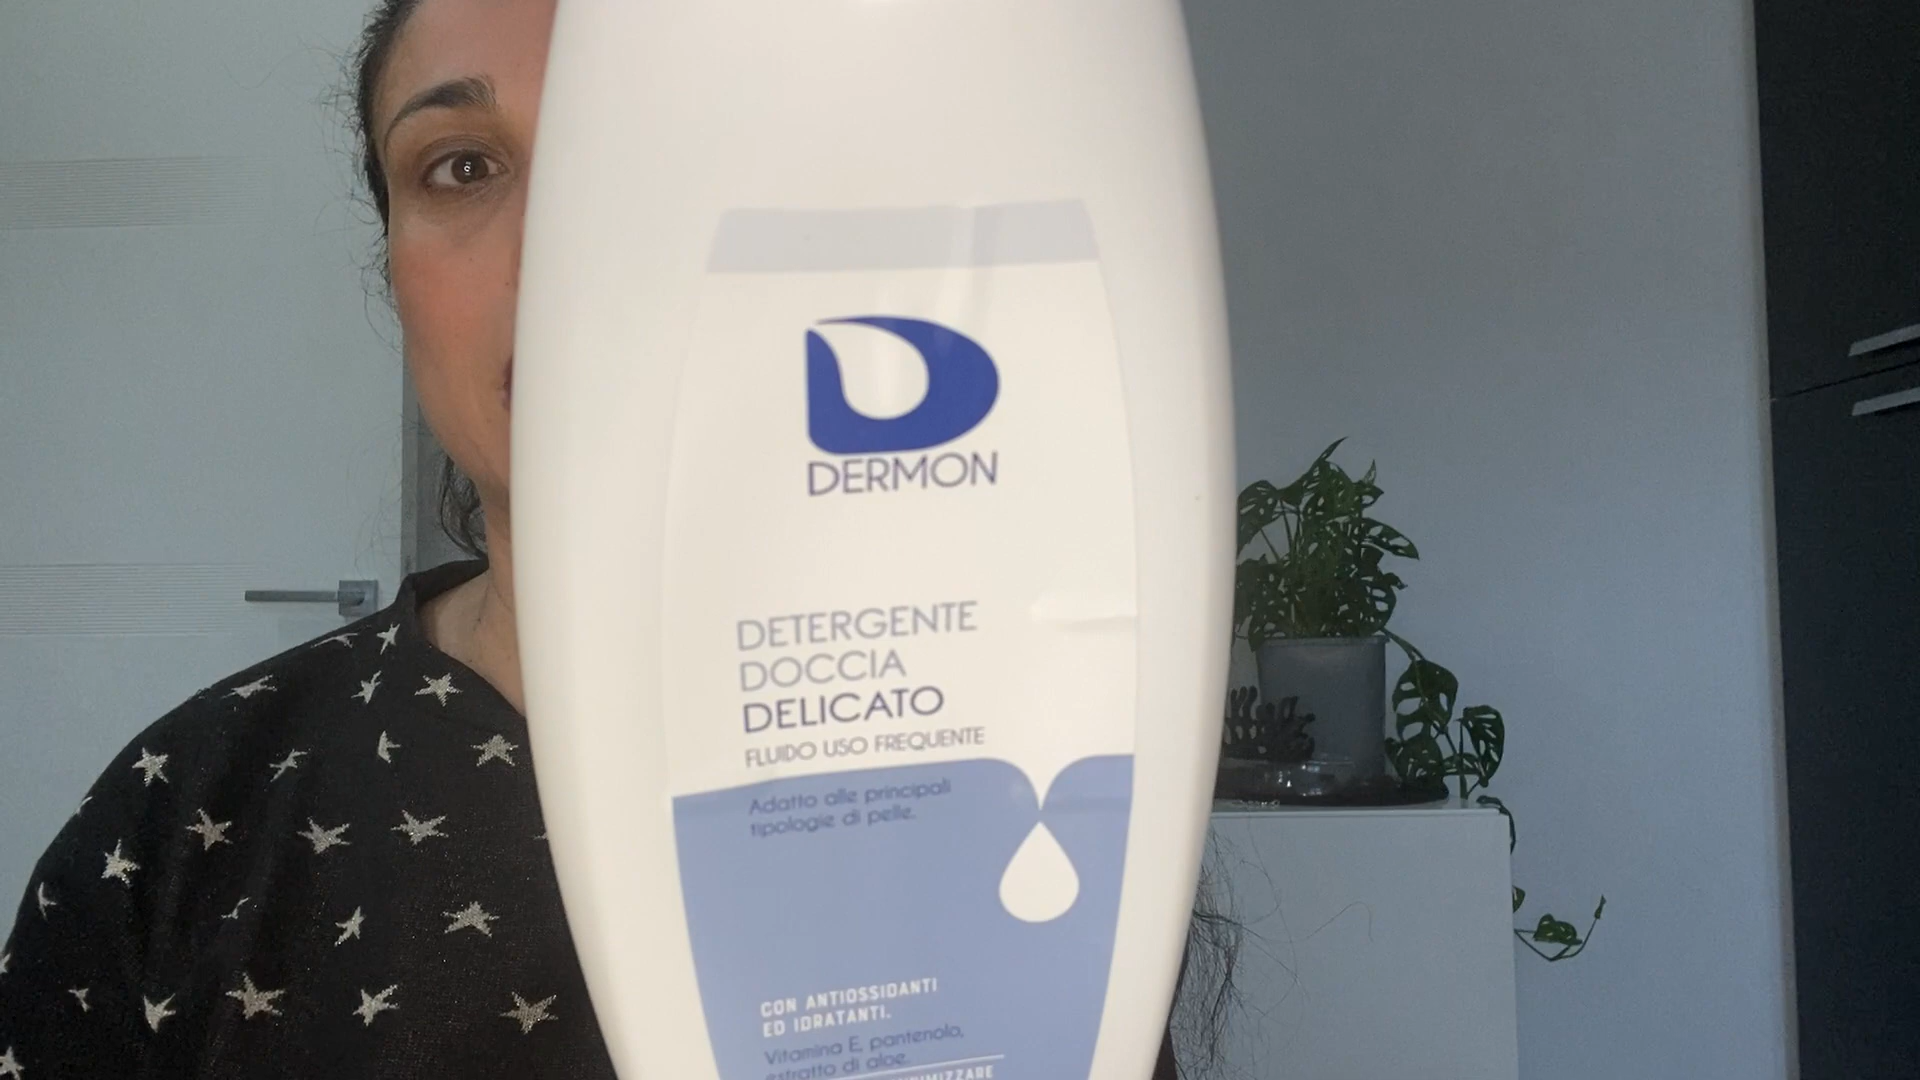 DERMON
DETERGENTE
DOCCIA
DELICATO
FLUIDO USO FREQUENTE
Adatto alle principali
tipologie di pelle.
CON ANTIOSSIDANTI
ED IDRATANTI.
Vitamina E, pantenolo,
estratto di aloe.